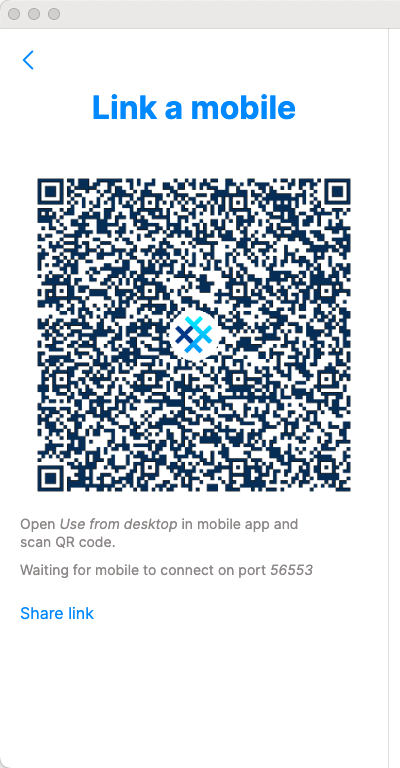 Link a mobile
Open Use from desktop in mobile app and
scan QR code.
Waiting for mobile to connect on port 56553
Share link